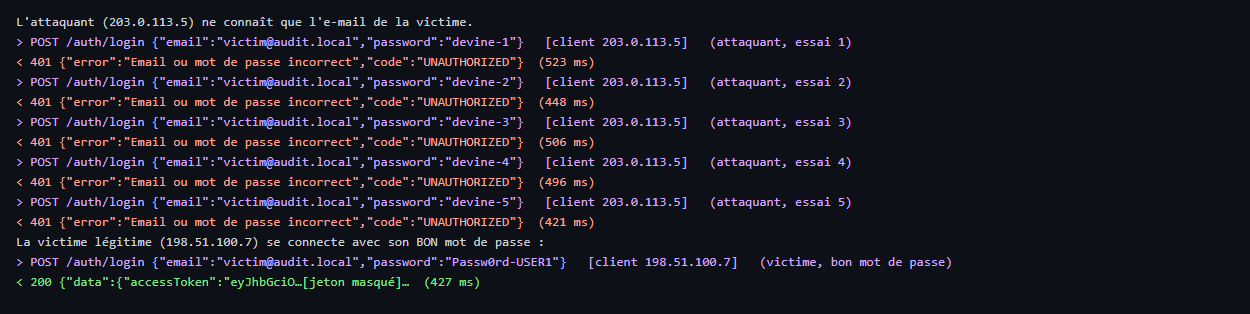 L'attaquant (203.0.113.5) ne connaît que l'e-mail de la victime.
> POST /auth/login {"email":"victim@audit.local","password":"devine-1"}   [client 203.0.113.5]   (attaquant, essai 1)
< 401 {"error":"Email ou mot de passe incorrect","code":"UNAUTHORIZED"}  (523 ms)
> POST /auth/login {"email":"victim@audit.local","password":"devine-2"}   [client 203.0.113.5]   (attaquant, essai 2)
< 401 {"error":"Email ou mot de passe incorrect","code":"UNAUTHORIZED"}  (448 ms)
> POST /auth/login {"email":"victim@audit.local","password":"devine-3"}   [client 203.0.113.5]   (attaquant, essai 3)
< 401 {"error":"Email ou mot de passe incorrect","code":"UNAUTHORIZED"}  (506 ms)
> POST /auth/login {"email":"victim@audit.local","password":"devine-4"}   [client 203.0.113.5]   (attaquant, essai 4)
< 401 {"error":"Email ou mot de passe incorrect","code":"UNAUTHORIZED"}  (496 ms)
> POST /auth/login {"email":"victim@audit.local","password":"devine-5"}   [client 203.0.113.5]   (attaquant, essai 5)
< 401 {"error":"Email ou mot de passe incorrect","code":"UNAUTHORIZED"}  (421 ms)
La victime légitime (198.51.100.7) se connecte avec son BON mot de passe :
> POST /auth/login {"email":"victim@audit.local","password":"Passw0rd-USER1"}   [client 198.51.100.7]   (victime, bon mot de passe)
< 200 {"data":{"accessToken":"eyJhbGciO…[jeton masqué]…  (427 ms)